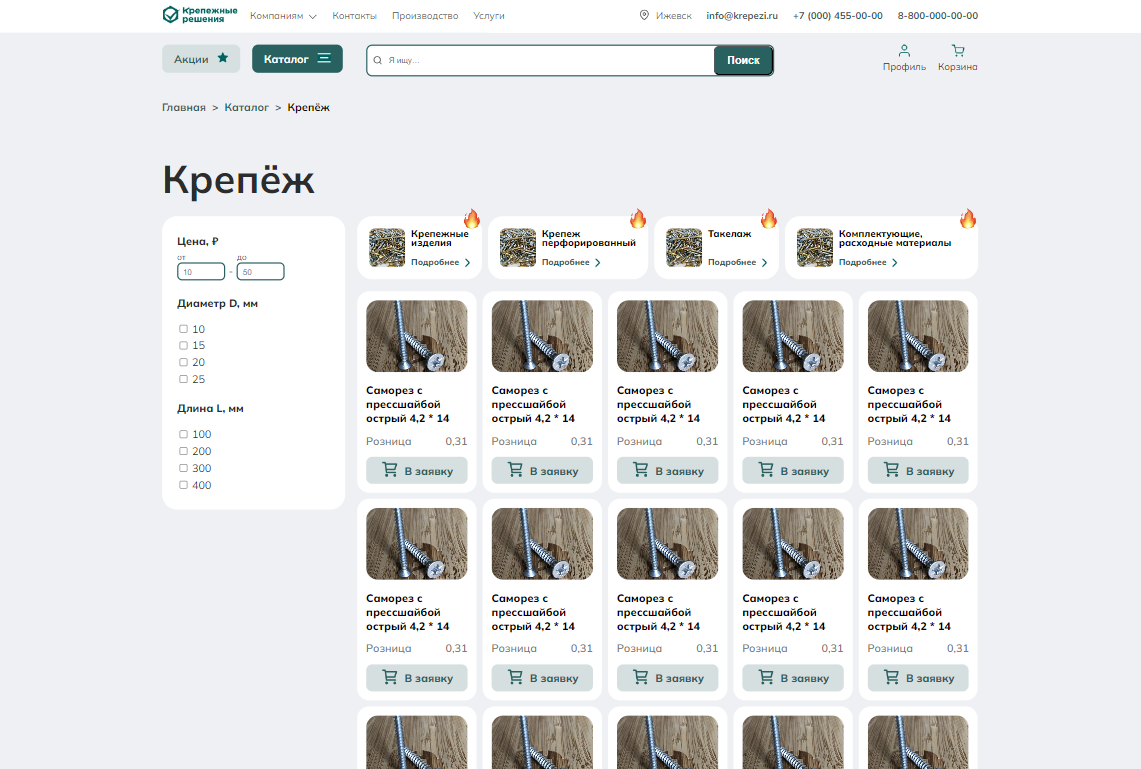 Крепежные
решения
Компаниям
Контакты
Производство
Услуги
Ижевск
info@krepezi.ru
+7 (000) 455-00-00
8-800-000-00-00
Акции
Каталог
Я ищу...
Поиск
Профиль
Корзина
Главная > Каталог > Крепёж
Крепёж
Цена, ₽
от
до
10 - 50
Диаметр D, мм
10
15
20
25
Длина L, мм
100
200
300
400
Крепежные
изделия
Подробнее
Крепеж
перфорированный
Подробнее
Такелаж
Подробнее
Комплектующие,
расходные материалы
Подробнее
Саморез с
прессшайбой
острый 4,2 * 14
Розница 0,31
В заявку
Саморез с
прессшайбой
острый 4,2 * 14
Розница 0,31
В заявку
Саморез с
прессшайбой
острый 4,2 * 14
Розница 0,31
В заявку
Саморез с
прессшайбой
острый 4,2 * 14
Розница 0,31
В заявку
Саморез с
прессшайбой
острый 4,2 * 14
Розница 0,31
В заявку
Саморез с
прессшайбой
острый 4,2 * 14
Розница 0,31
В заявку
Саморез с
прессшайбой
острый 4,2 * 14
Розница 0,31
В заявку
Саморез с
прессшайбой
острый 4,2 * 14
Розница 0,31
В заявку
Саморез с
прессшайбой
острый 4,2 * 14
Розница 0,31
В заявку
Саморез с
прессшайбой
острый 4,2 * 14
Розница 0,31
В заявку